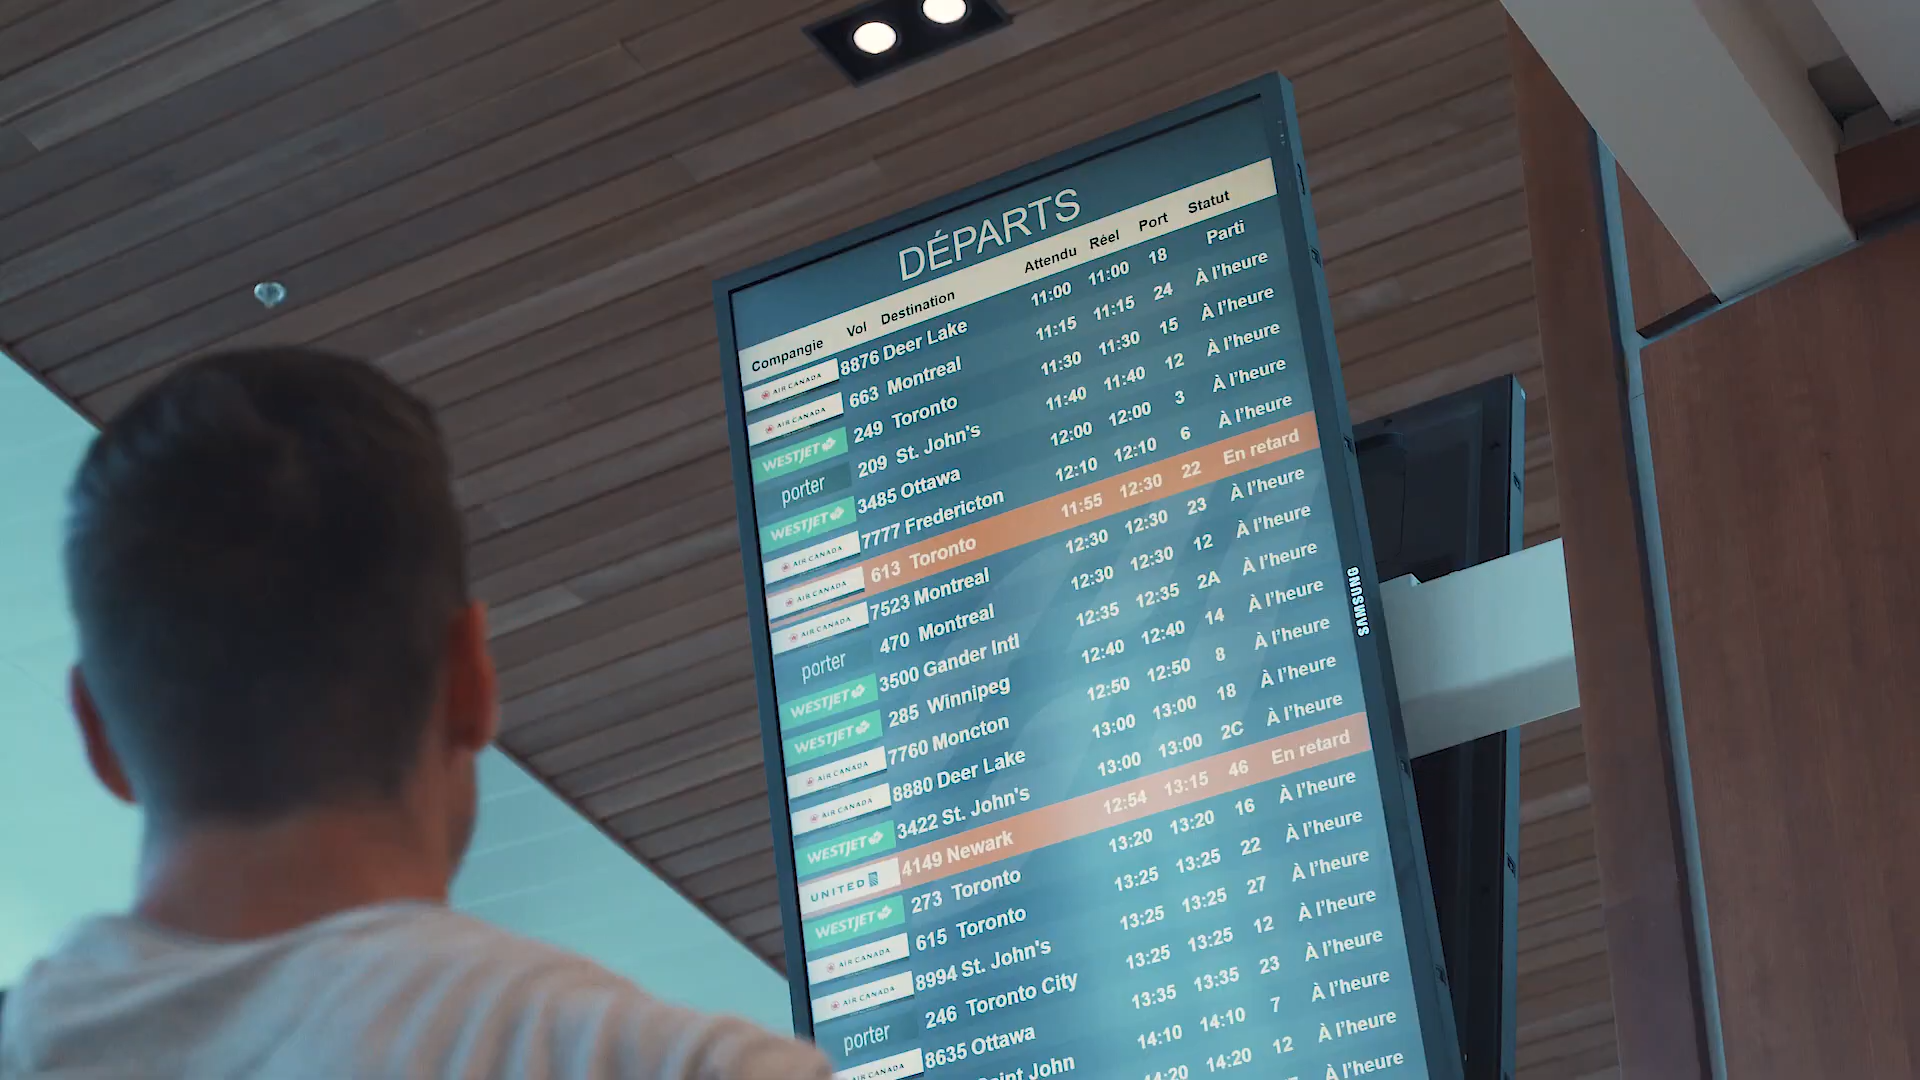 DÉPARTS
Compangie Vol Destination Attendu Réel Port Statut
AIR CANADA 8876 Deer Lake 11:00 11:00 18 Parti
AIR CANADA 663 Montreal 11:15 11:15 24 À l'heure
WESTJET 249 Toronto 11:30 11:30 15 À l'heure
porter 209 St. John's 11:40 11:40 12 À l'heure
WESTJET 3485 Ottawa 12:00 12:00 3 À l'heure
AIR CANADA 7777 Fredericton 12:10 12:10 6 À l'heure
AIR CANADA 613 Toronto 11:55 12:30 22 En retard
AIR CANADA 7523 Montreal 12:30 12:30 23 À l'heure
porter 470 Montreal 12:30 12:30 12 À l'heure
WESTJET 3500 Gander Intl 12:35 12:35 2A À l'heure
WESTJET 285 Winnipeg 12:40 12:40 14 À l'heure
AIR CANADA 7760 Moncton 12:50 12:50 8 À l'heure
AIR CANADA 8880 Deer Lake 13:00 13:00 18 À l'heure
WESTJET 3422 St. John's 13:00 13:00 2C À l'heure
UNITED 4149 Newark 12:54 13:15 46 En retard
WESTJET 273 Toronto 13:20 13:20 16 À l'heure
AIR CANADA 615 Toronto 13:25 13:25 22 À l'heure
AIR CANADA 8994 St. John's 13:25 13:25 27 À l'heure
porter 246 Toronto City 13:25 13:25 12 À l'heure
AIR CANADA 8635 Ottawa 13:35 13:35 23 À l'heure
John 14:10 14:10 7 À l'heure
14:20 14:20 12 À l'heure
À l'heure
SAMSUNG